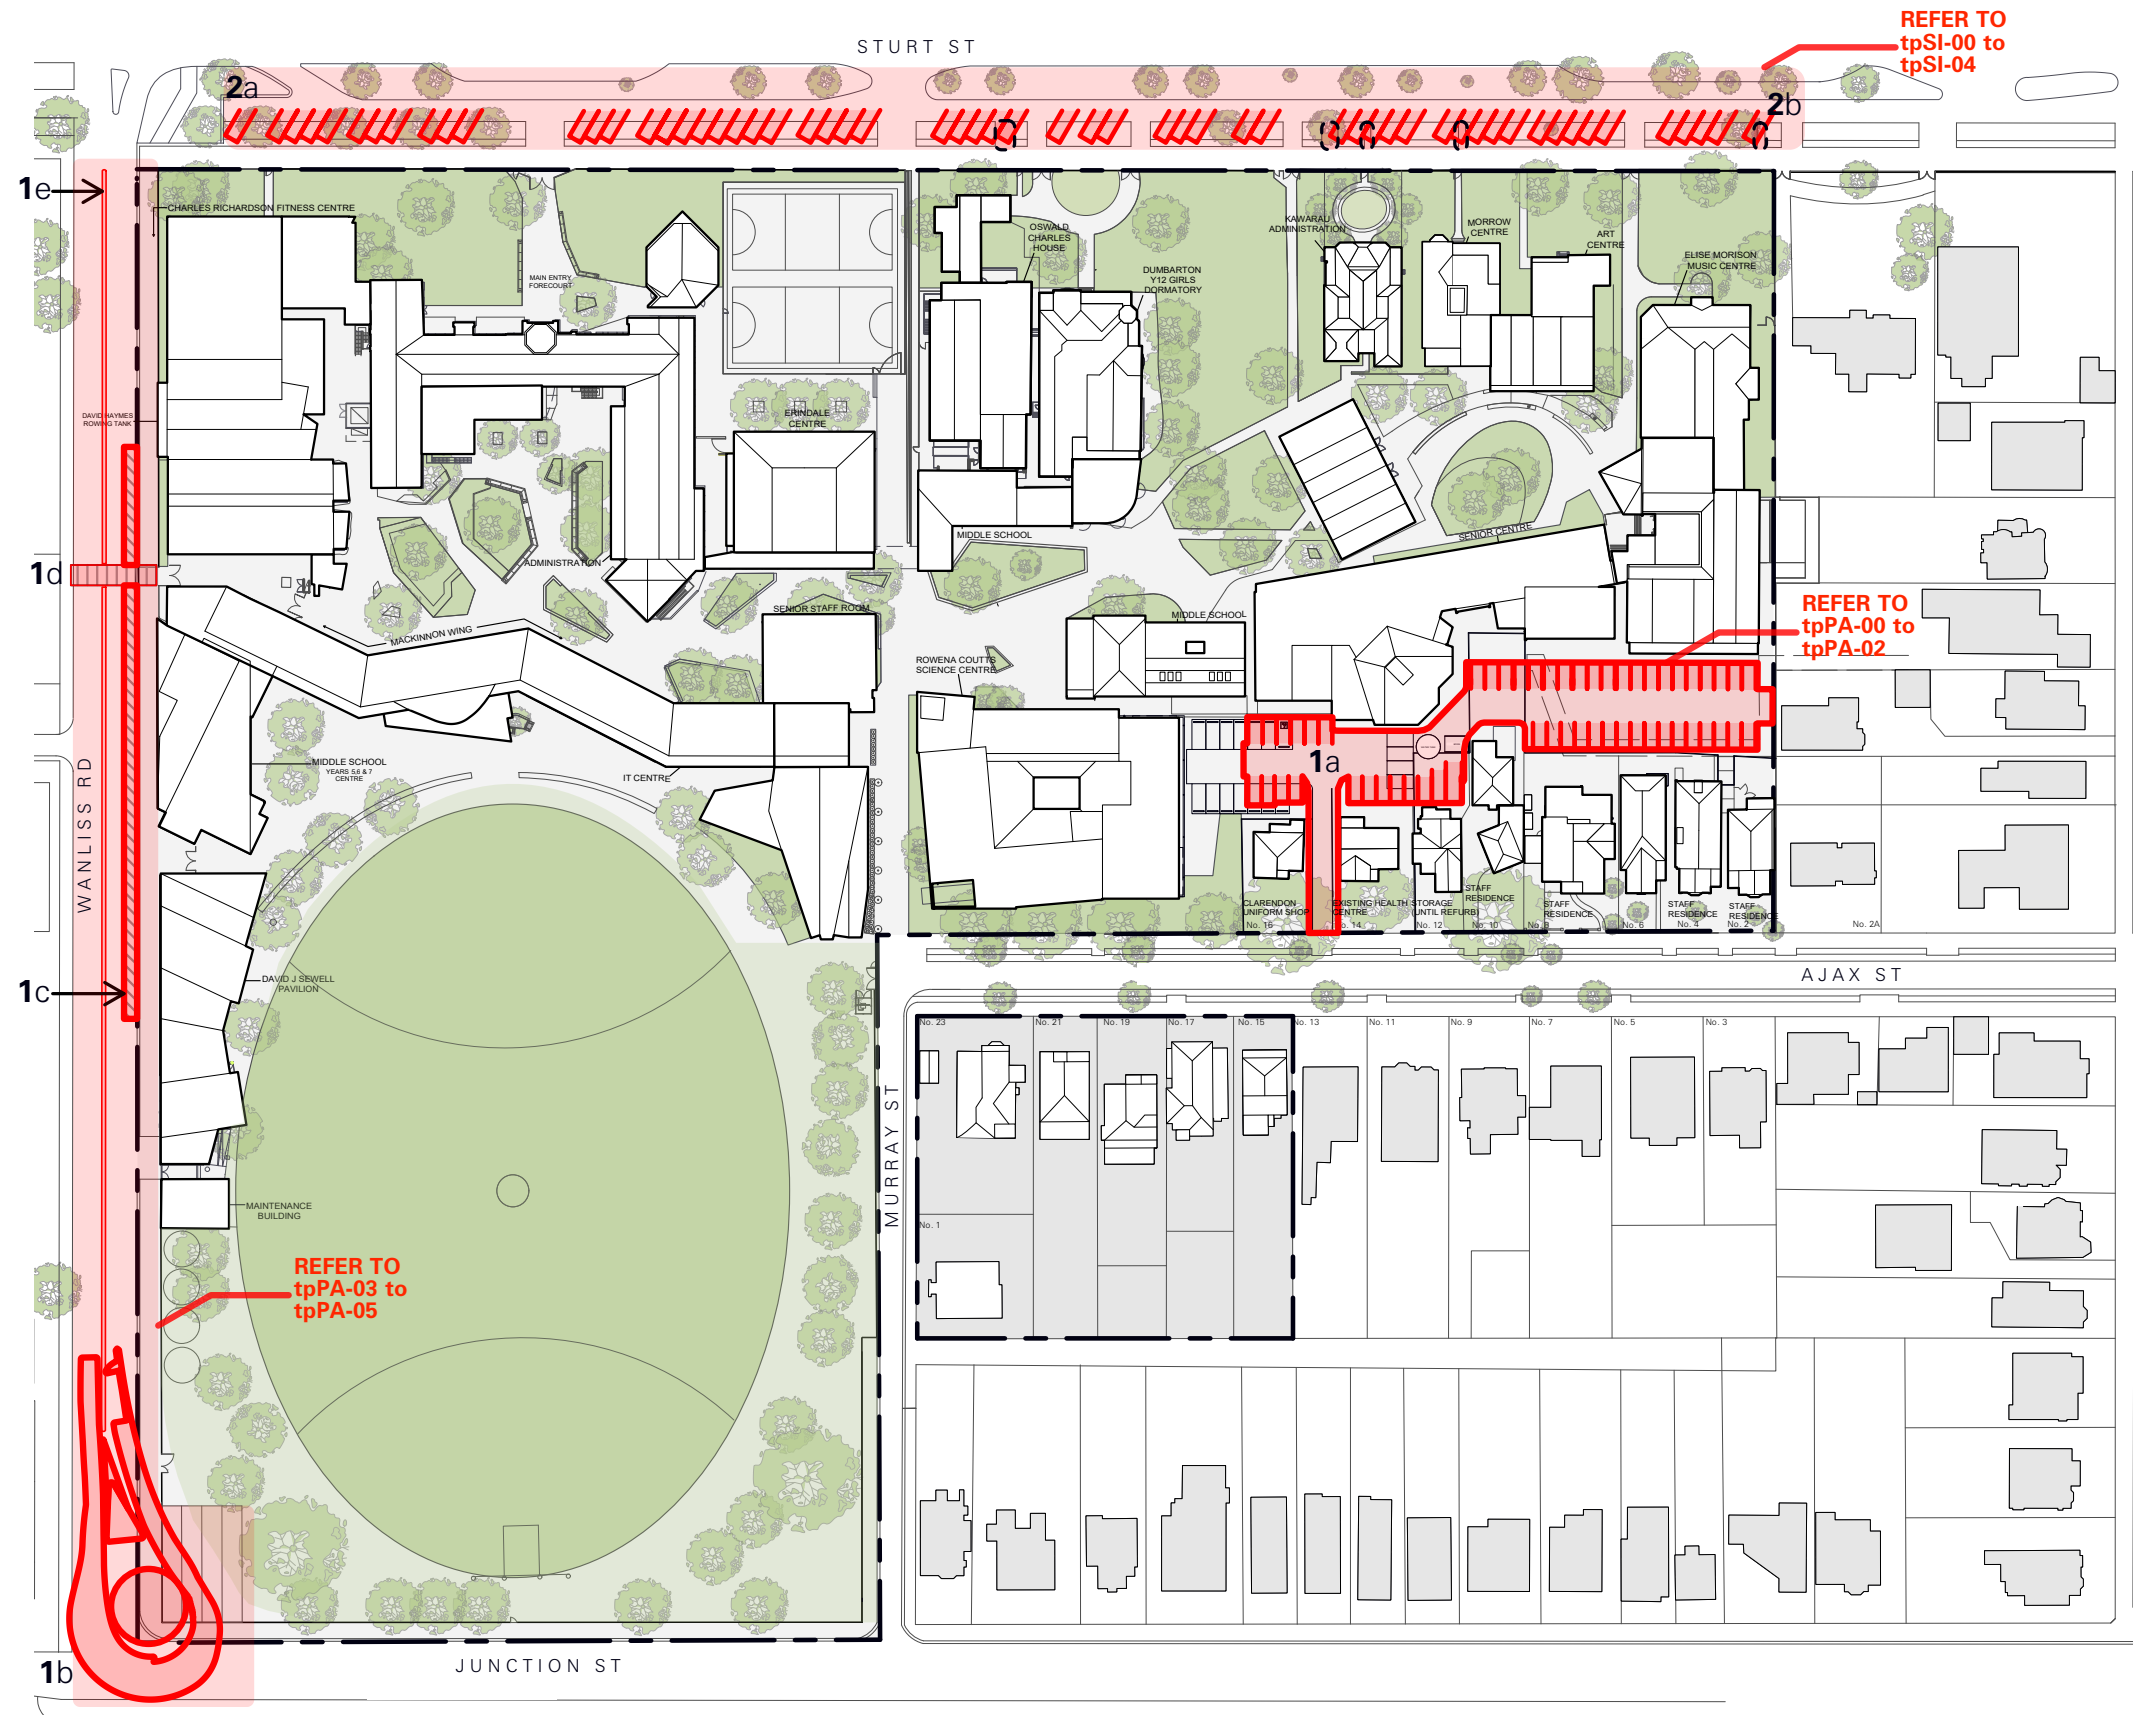 REFER TO
tpSI-00 to
tpSI-04
STURT ST
2a
2b
1e
CHARLES RICHARDSON FITNESS CENTRE
MAIN ENTRY
FORECOURT
OSWALD
CHARLES
HOUSE
KAWARAU
ADMINISTRATION
MORROW
CENTRE
ART
CENTRE
ELISE MORISON
MUSIC CENTRE
DUMBARTON
Y12 GIRLS
DORMATORY
DAVID HAYMES
ROWING TANK
ERINDALE
CENTRE
MIDDLE SCHOOL
SENIOR CENTRE
1d
ADMINISTRATION
SENIOR STAFF ROOM
MACKINNON WING
MIDDLE SCHOOL
REFER TO
tpPA-00 to
tpPA-02
ROWENA COUTTS
SCIENCE CENTRE
WANLISS RD
MIDDLE SCHOOL
YEARS 5,6 & 7
CENTRE
IT CENTRE
1a
CLARENDON
UNIFORM SHOP
No. 16
EXISTING HEALTH
CENTRE
No. 14
STORAGE
(UNTIL REFURB)
No. 12
STAFF
RESIDENCE
No. 10
STAFF
RESIDENCE
No. 8
No. 6
STAFF
RESIDENCE
No. 4
STAFF
RESIDENCE
No. 2
No. 2A
1c
DAVID J SEWELL
PAVILION
AJAX ST
No. 23
No. 21
No. 19
No. 17
No. 15
No. 13
No. 11
No. 9
No. 7
No. 5
No. 3
MURRAY ST
MAINTENANCE
BUILDING
No. 1
REFER TO
tpPA-03 to
tpPA-05
1b
JUNCTION ST